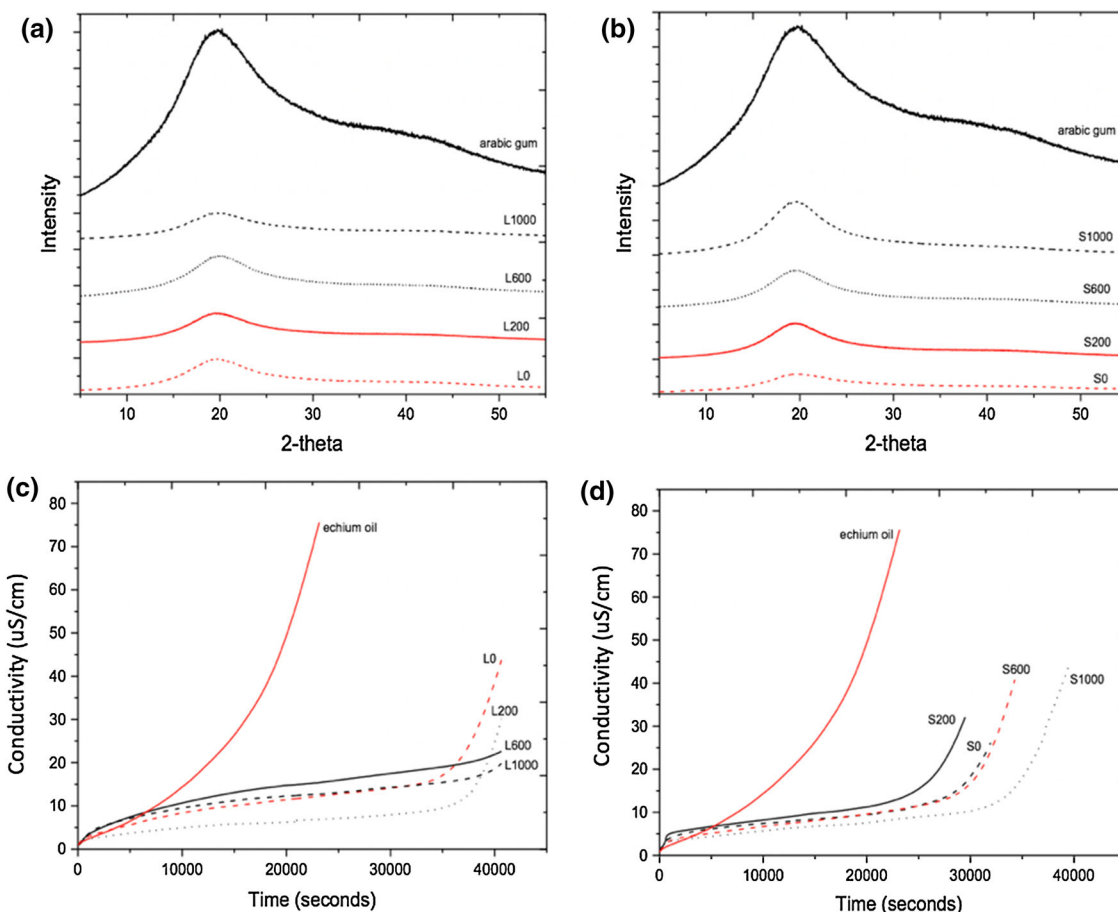 (a)
Intensity
arabic gum
L1000
L600
L200
L0
10 20 30 40 50
2-theta
(b)
Intensity
arabic gum
S1000
S600
S200
S0
10 20 30 40 50
2-theta
(c)
Conductivity (uS/cm)
80
70
60
50
40
30
20
10
0
echium oil
L0
L200
L600
L1000
0 10000 20000 30000 40000
Time (seconds)
(d)
Conductivity (uS/cm)
80
70
60
50
40
30
20
10
0
echium oil
S600
S1000
S200
S0
0 10000 20000 30000 40000
Time (seconds)